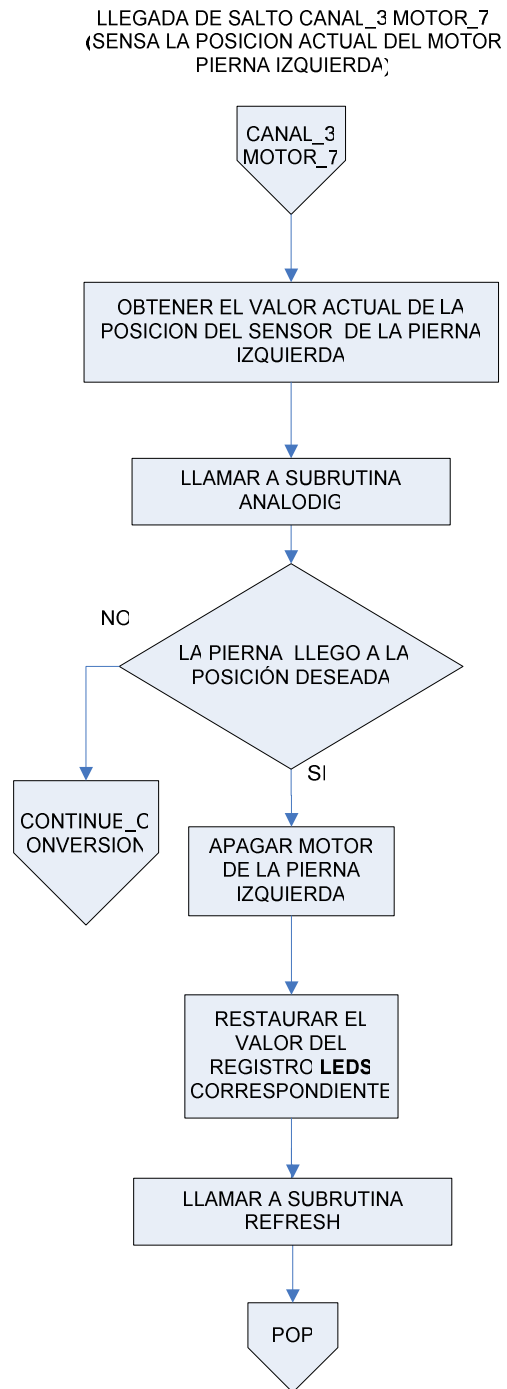 LLEGADA DE SALTO CANAL_3 MOTOR_7
(SENSA LA POSICION ACTUAL DEL MOTOR
PIERNA IZQUIERDA)
CANAL_3
MOTOR_7
OBTENER EL VALOR ACTUAL DE LA
POSICION DEL SENSOR DE LA PIERNA
IZQUIERDA
LLAMAR A SUBRUTINA
ANALODIG
NO
LA PIERNA LLEGO A LA
POSICIÓN DESEADA
SI
CONTINUE_C
ONVERSION
APAGAR MOTOR
DE LA PIERNA
IZQUIERDA
RESTAURAR EL
VALOR DEL
REGISTRO LEDS
CORRESPONDIENTE
LLAMAR A SUBRUTINA
REFRESH
POP